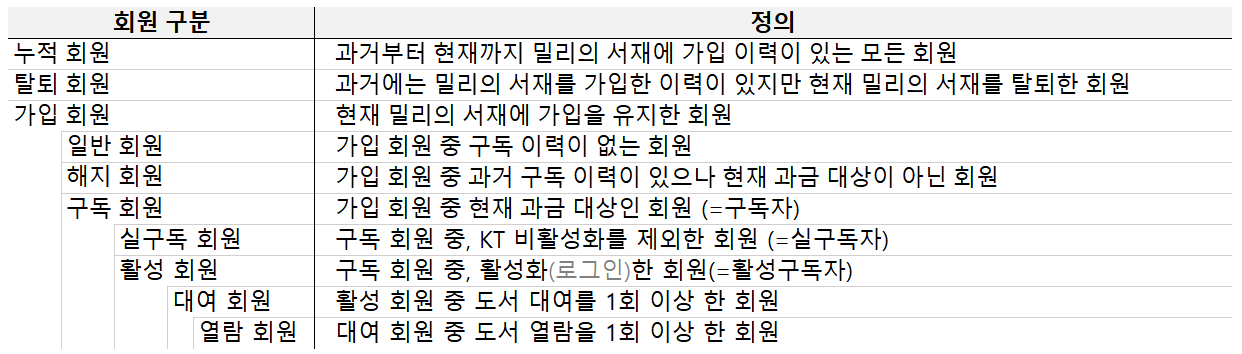 회원 구분 정의
누적 회원 과거부터 현재까지 밀리의 서재에 가입 이력이 있는 모든 회원
탈퇴 회원 과거에는 밀리의 서재를 가입한 이력이 있지만 현재 밀리의 서재를 탈퇴한 회원
가입 회원 현재 밀리의 서재에 가입을 유지한 회원
일반 회원 가입 회원 중 구독 이력이 없는 회원
해지 회원 가입 회원 중 과거 구독 이력이 있으나 현재 과금 대상이 아닌 회원
구독 회원 가입 회원 중 현재 과금 대상인 회원 (=구독자)
실구독 회원 구독 회원 중, KT 비활성화를 제외한 회원 (=실구독자)
활성 회원 구독 회원 중, 활성화(로그인)한 회원(=활성구독자)
대여 회원 활성 회원 중 도서 대여를 1회 이상 한 회원
열람 회원 대여 회원 중 도서 열람을 1회 이상 한 회원